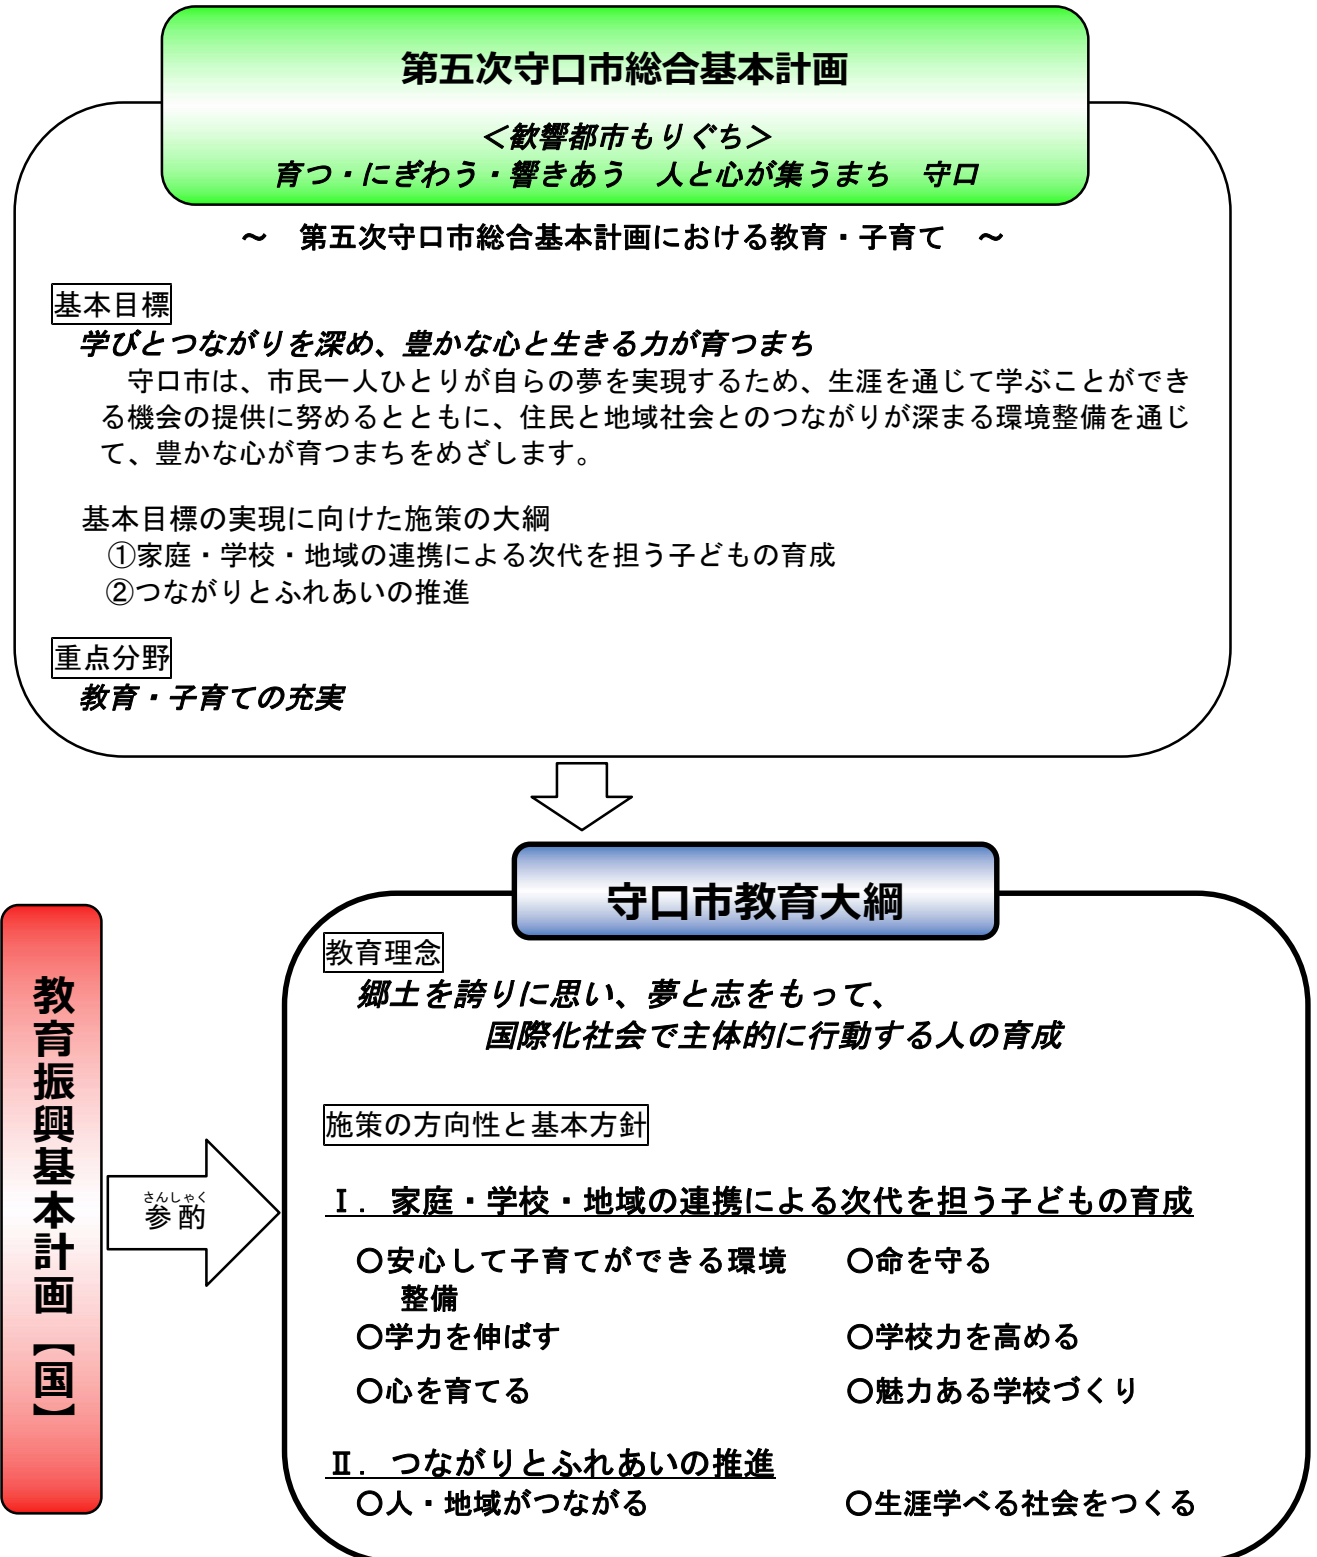 第五次守口市総合基本計画
＜歓響都市もりぐち＞
育つ・にぎわう・響きあう　人と心が集うまち　守口
～　第五次守口市総合基本計画における教育・子育て　～
基本目標
学びとつながりを深め、豊かな心と生きる力が育つまち
守口市は、市民一人ひとりが自らの夢を実現するため、生涯を通じて学ぶことができ
る機会の提供に努めるとともに、住民と地域社会とのつながりが深まる環境整備を通じ
て、豊かな心が育つまちをめざします。
基本目標の実現に向けた施策の大綱
①家庭・学校・地域の連携による次代を担う子どもの育成
②つながりとふれあいの推進
重点分野
教育・子育ての充実
教育振興基本計画【国】
さんしゃく
参酌
守口市教育大綱
教育理念
郷土を誇りに思い、夢と志をもって、
国際化社会で主体的に行動する人の育成
施策の方向性と基本方針
Ⅰ．家庭・学校・地域の連携による次代を担う子どもの育成
○安心して子育てができる環境　○命を守る
整備
○学力を伸ばす　○学校力を高める
○心を育てる　○魅力ある学校づくり
Ⅱ．つながりとふれあいの推進
○人・地域がつながる　○生涯学べる社会をつくる